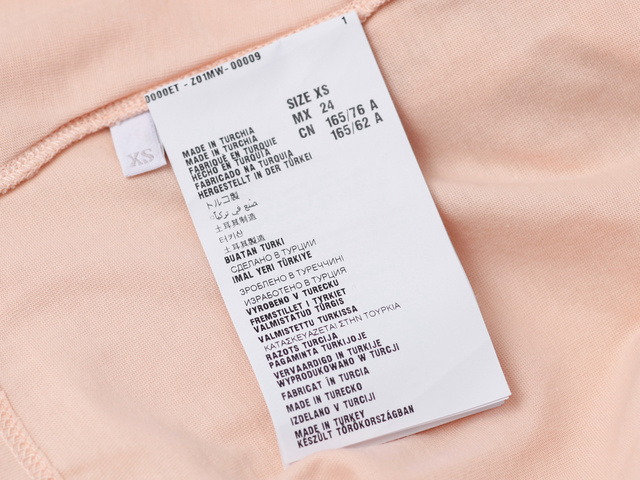 1
0000ET - Z01MW-00009
SIZE XS
MX 24
CN 165/76 A
165/62 A
XS
MADE IN TURCHIA
MADE IN TURCHIA
FABRIQUE EN TURQUIE
HECHO EN TURQUIA
FABRICADO NA TURQUIA
HERGESTELLT IN DER TÜRKEI
トルコ製
صُنع في تركيا
土耳其制造
터키산
土耳其製造
BUATAN TURKI
СДЕЛАНО В ТУРЦИИ
IMAL YERI TÜRKIYE
ЗРОБЛЕНО В ТУРЕЧЧИНІ
ИЗРАБОТЕНО В ТУРЦИЯ
VYROBENO V TURECKU
FREMSTILLET I TYRKIET
VALMISTATUD TÜRGIS
VALMISTETTU TURKISSA
ΚΑΤΑΣΚΕΥΑΖΕΤΑΙ ΣΤΗΝ ΤΟΥΡΚΙΑ
RAZOTS TURCIJA
PAGAMINTA TURKIJOJE
VERVAARDIGD IN TURKIJE
WYPRODUKOWANO W TURCJI
FABRICAT ÎN TURCIA
MADE IN TURECKO
IZDELANO V TURCIJI
MADE IN TURKEY
KÉSZÜLT TÖRÖKORSZÁGBAN